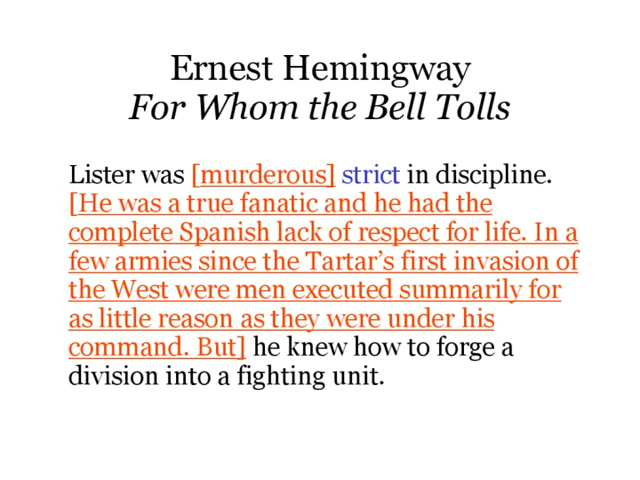 Ernest Hemingway
For Whom the Bell Tolls
Lister was [murderous] strict in discipline.
[He was a true fanatic and he had the
complete Spanish lack of respect for life. In a
few armies since the Tartar's first invasion of
the West were men executed summarily for
as little reason as they were under his
command. But] he knew how to forge a
division into a fighting unit.